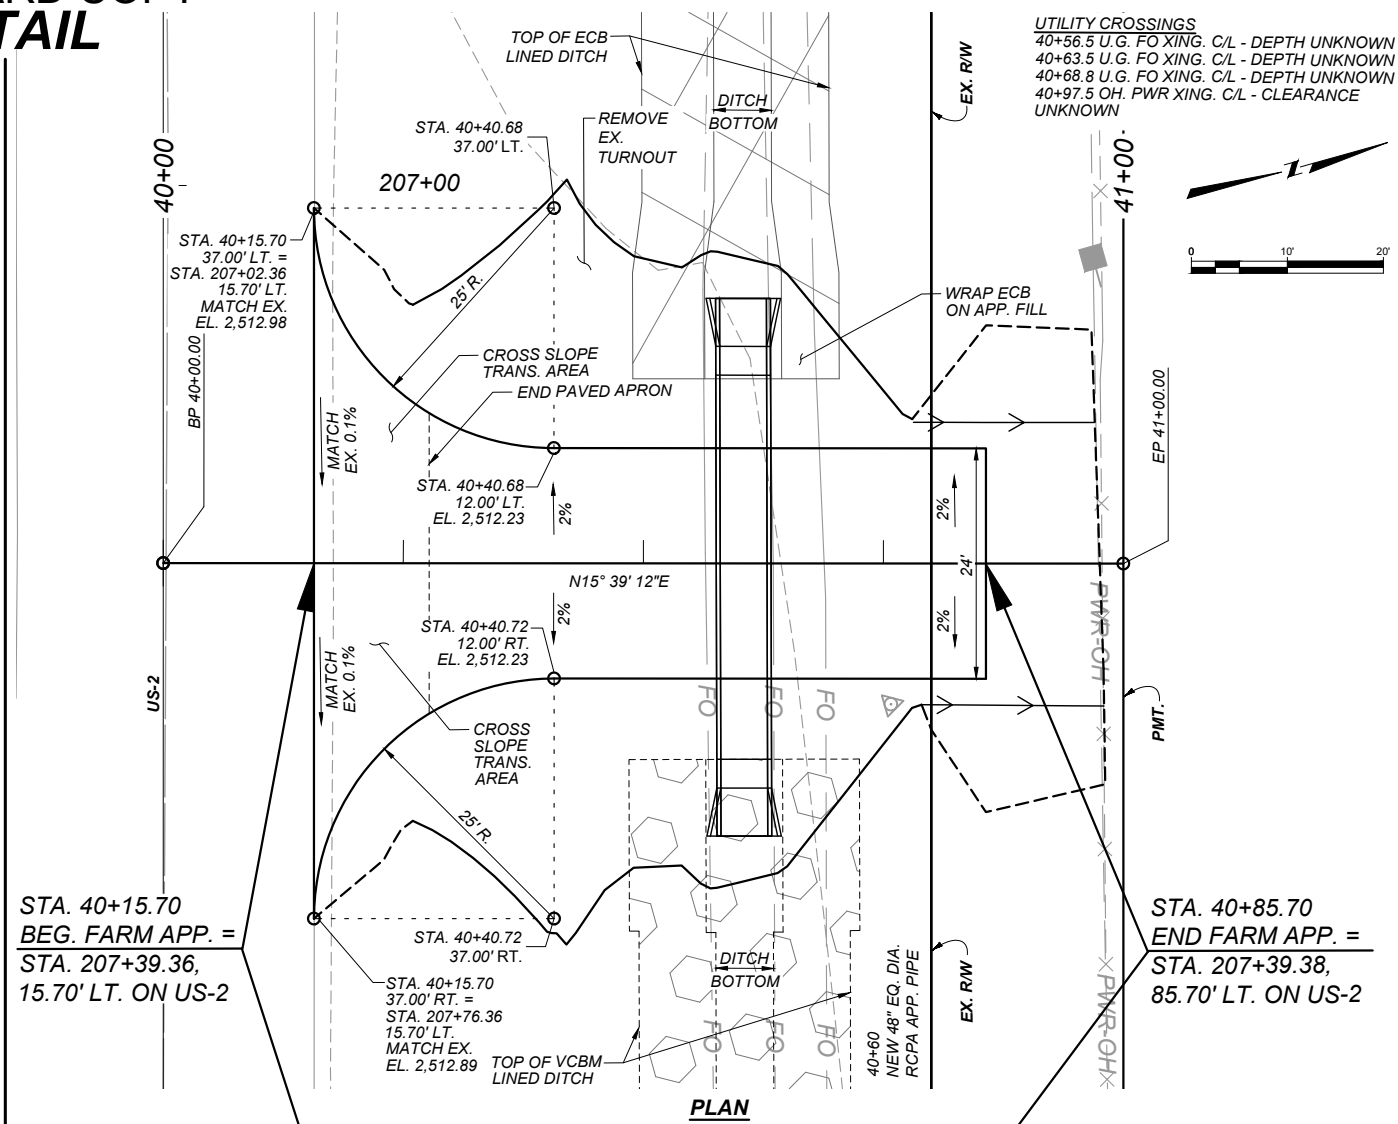 TAIL
UTILITY CROSSINGS
40+56.5 U.G. FO XING. C/L - DEPTH UNKNOWN
40+63.5 U.G. FO XING. C/L - DEPTH UNKNOWN
40+68.8 U.G. FO XING. C/L - DEPTH UNKNOWN
40+97.5 OH. PWR XING. C/L - CLEARANCE
UNKNOWN
TOP OF ECB
LINED DITCH
EX. R/W
DITCH
BOTTOM
REMOVE
EX.
TURNOUT
STA. 40+40.68
37.00' LT.
40+00
207+00
41+00
N
0
10'
20'
STA. 40+15.70
37.00' LT. =
STA. 207+02.36
15.70' LT.
MATCH EX.
EL. 2,512.98
25' R.
WRAP ECB
ON APP. FILL
CROSS SLOPE
TRANS. AREA
END PAVED APRON
BP 40+00.00
MATCH
EX. 0.1%
EP 41+00.00
STA. 40+40.68
12.00' LT.
EL. 2,512.23
2%
2%
24'
N15° 39' 12"E
2%
2%
STA. 40+40.72
12.00' RT.
EL. 2,512.23
MATCH
EX. 0.1%
US-2
PWR-OH
PMT.
FO
FO
FO
CROSS
SLOPE
TRANS.
AREA
25' R.
STA. 40+15.70
BEG. FARM APP. =
STA. 207+39.36,
15.70' LT. ON US-2
STA. 40+40.72
37.00' RT.
STA. 40+15.70
37.00' RT. =
STA. 207+76.36
15.70' LT.
MATCH EX.
EL. 2,512.89
DITCH
BOTTOM
TOP OF VCBM
LINED DITCH
FO
FO
FO
40+60
NEW 48" EQ. DIA.
RCPA APP. PIPE
EX. R/W
PWR-OH
STA. 40+85.70
END FARM APP. =
STA. 207+39.38,
85.70' LT. ON US-2
PLAN